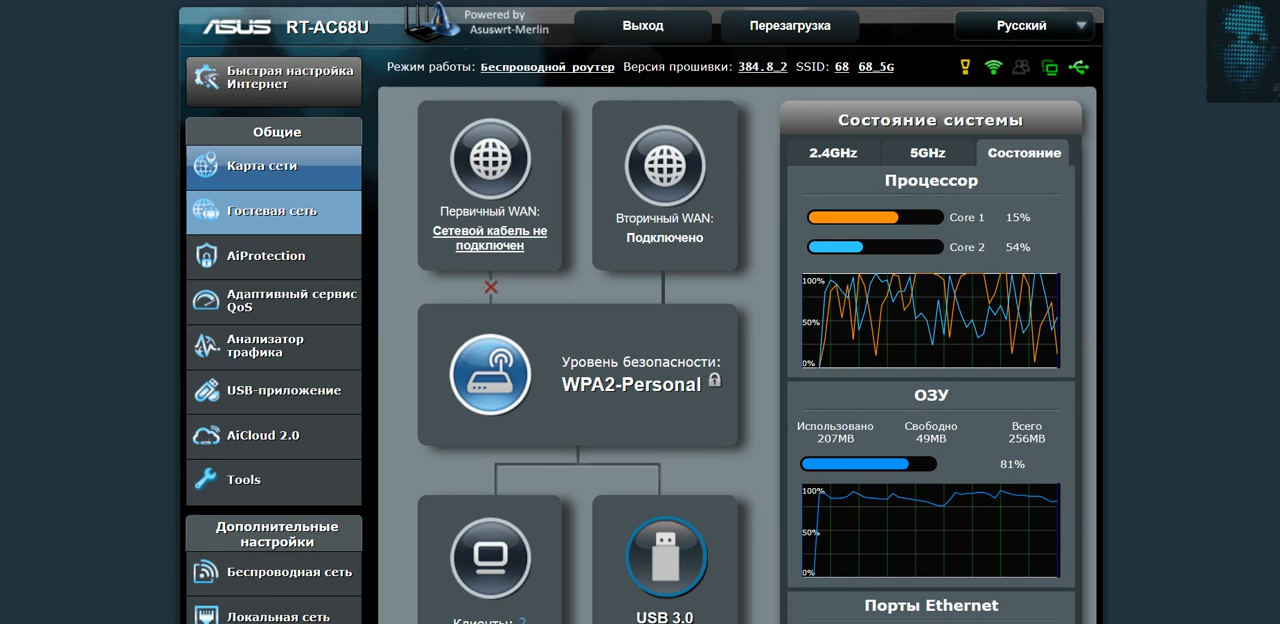 ASUS RT-AC68U
Powered by
Asuswrt-Merlin
Выход
Перезагрузка
Русский
Быстрая настройка
Интернет
Режим работы: Беспроводной роутер Версия прошивки: 384.8_2 SSID: 68 68_5G
Общие
Карта сети
Гостевая сеть
AiProtection
Адаптивный сервис
QoS
Анализатор
трафика
USB-приложение
AiCloud 2.0
Tools
Дополнительные
настройки
Беспроводная сеть
Локальная сеть
Первичный WAN:
Сетевой кабель не
подключен
Вторичный WAN:
Подключено
Уровень безопасности:
WPA2-Personal
Клиенты: 2
USB 3.0
Состояние системы
2.4GHz 5GHz Состояние
Процессор
Core 1 15%
Core 2 54%
100%
50%
0%
ОЗУ
Использовано Свободно Всего
207MB 49MB 256MB
81%
100%
50%
0%
Порты Ethernet